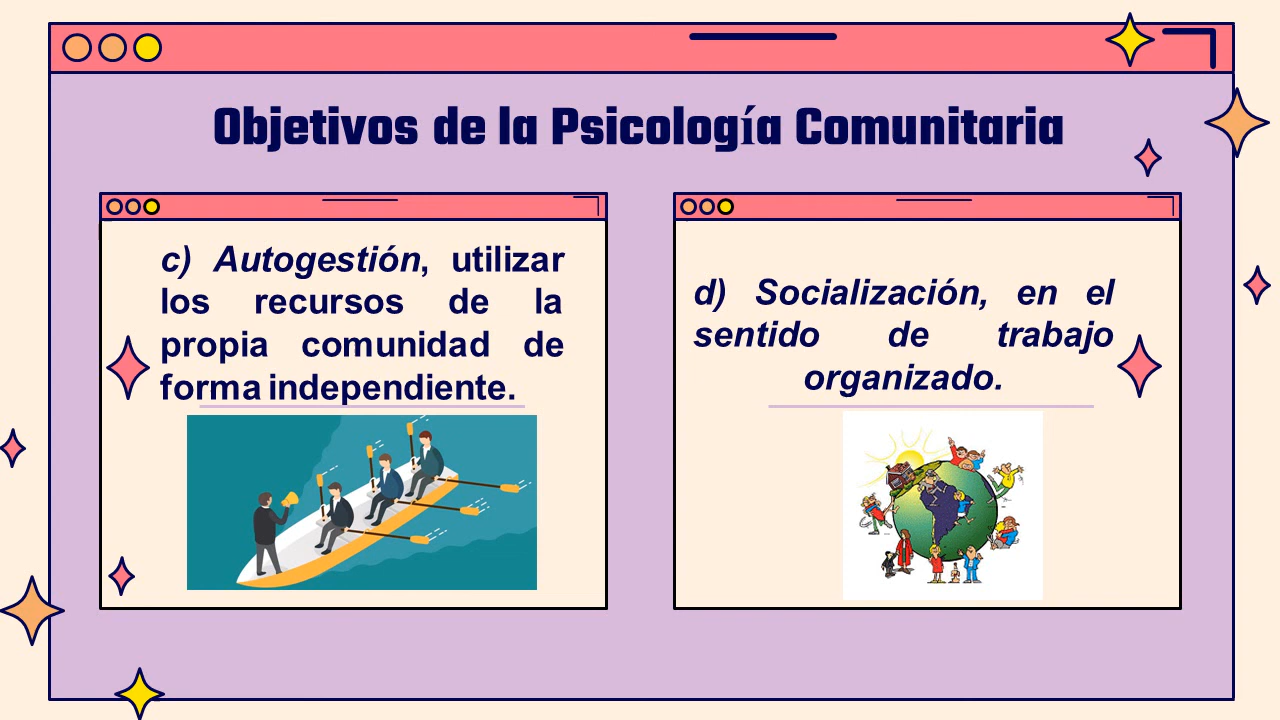 Objetivos de la Psicología Comunitaria
c) Autogestión, utilizar
los recursos de la
propia comunidad de
forma independiente.
d) Socialización, en el
sentido de trabajo
organizado.